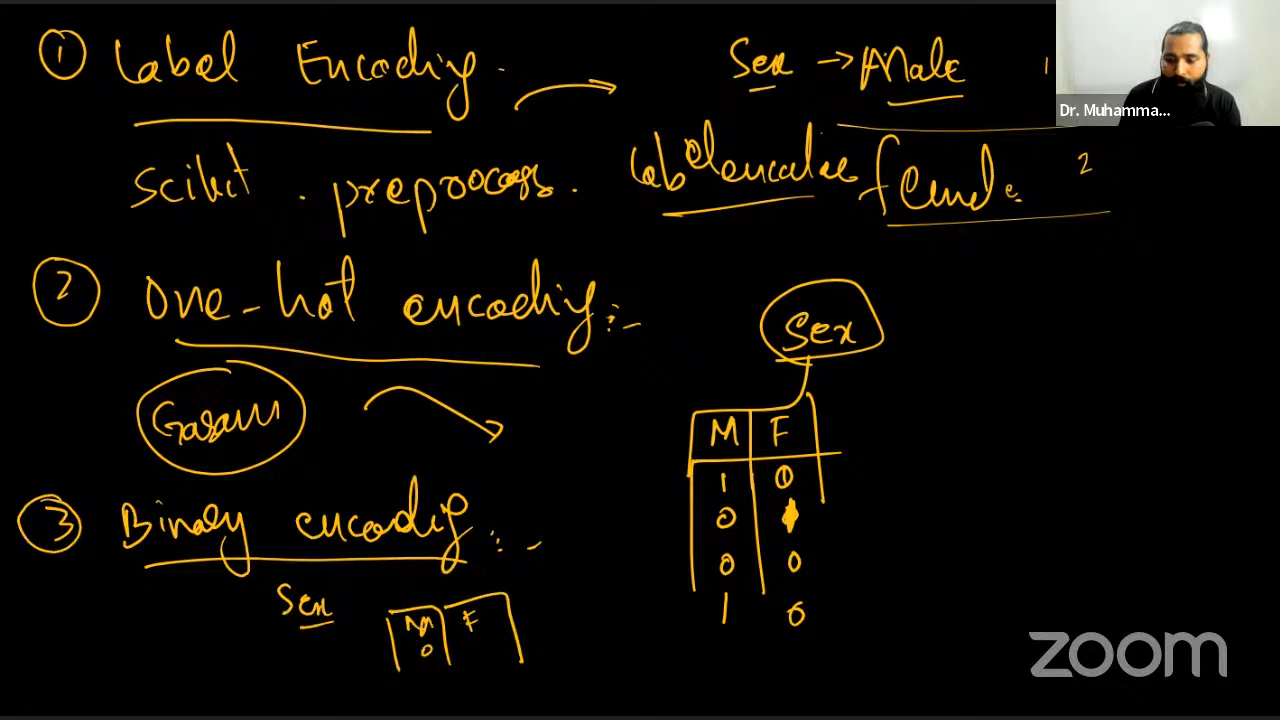 ① Label Encoding.
Sex → Male 1
Dr. Muhamma...
Scikit . preprocess. labelencoder
female 2
② One-hot encoding :-
Sex
M F
1 0
0
0 0
1 0
③ Binary encoding :-
Sex
M F
0
zoom